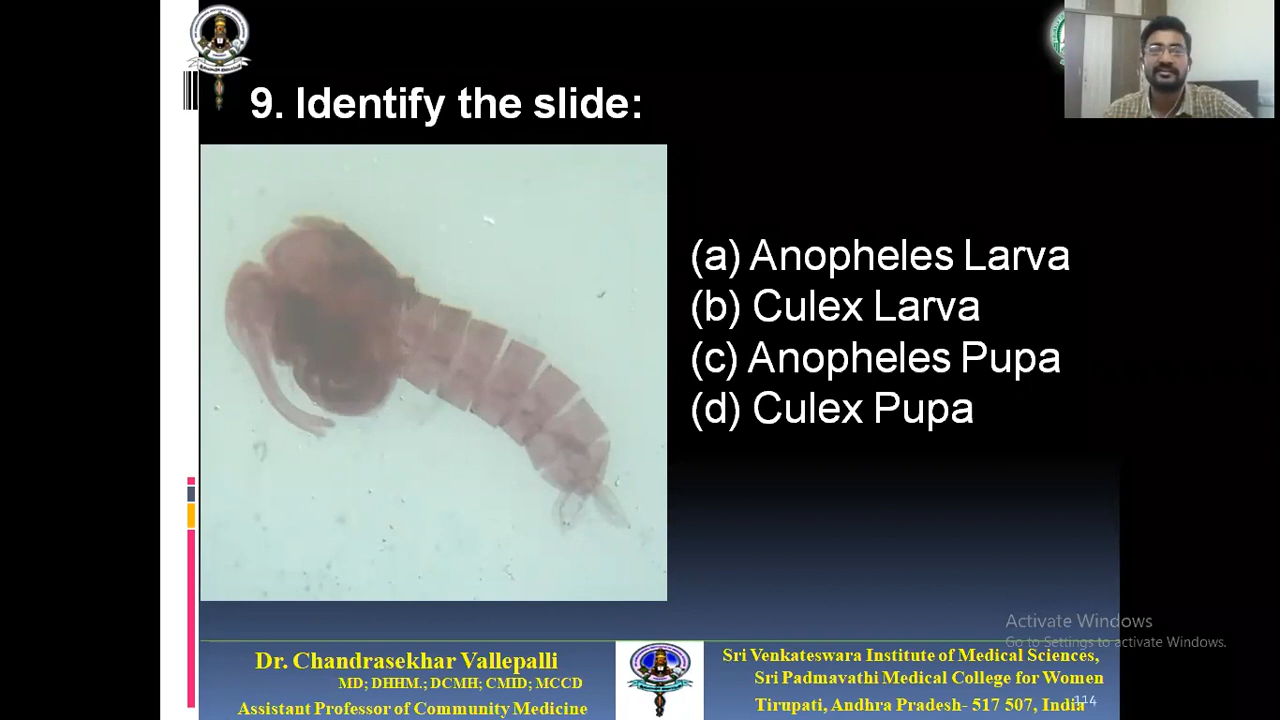 9. Identify the slide:
(a) Anopheles Larva
(b) Culex Larva
(c) Anopheles Pupa
(d) Culex Pupa
Activate Windows
Go to Settings to activate Windows.
Dr. Chandrasekhar Vallepalli
MD; DHHM.; DCMH; CMID; MCCD
Assistant Professor of Community Medicine
Sri Venkateswara Institute of Medical Sciences,
Sri Padmavathi Medical College for Women
Tirupati, Andhra Pradesh- 517 507, India
114